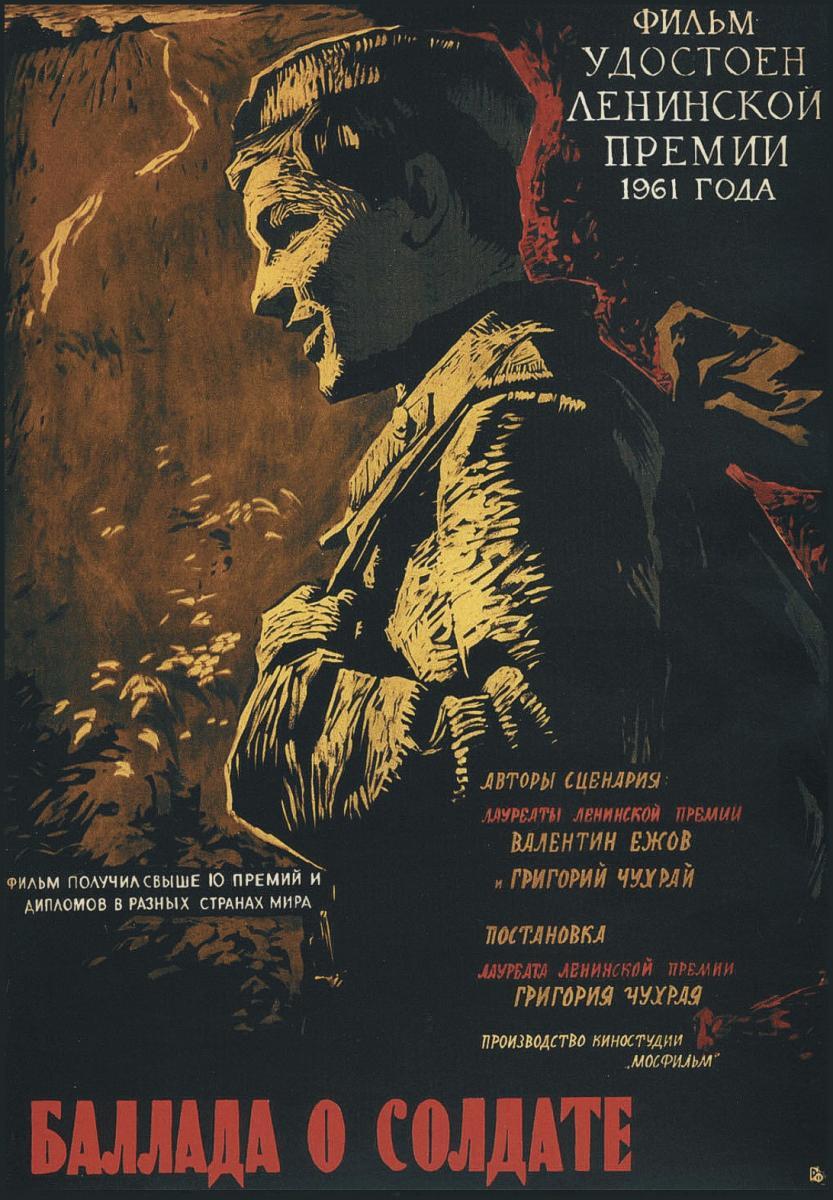 ФИЛЬМ
УДОСТОЕН
ЛЕНИНСКОЙ
ПРЕМИИ
1961 ГОДА
АВТОРЫ СЦЕНАРИЯ:
ЛАУРЕАТЫ ЛЕНИНСКОЙ ПРЕМИИ
ВАЛЕНТИН ЕЖОВ
и ГРИГОРИЙ ЧУХРАЙ
ФИЛЬМ ПОЛУЧИЛ СВЫШЕ 10 ПРЕМИЙ И
ДИПЛОМОВ В РАЗНЫХ СТРАНАХ МИРА
ПОСТАНОВКА
ЛАУРЕАТА ЛЕНИНСКОЙ ПРЕМИИ
ГРИГОРИЯ ЧУХРАЯ
ПРОИЗВОДСТВО КИНОСТУДИИ
„МОСФИЛЬМ"
БАЛЛАДА О СОЛДАТЕ